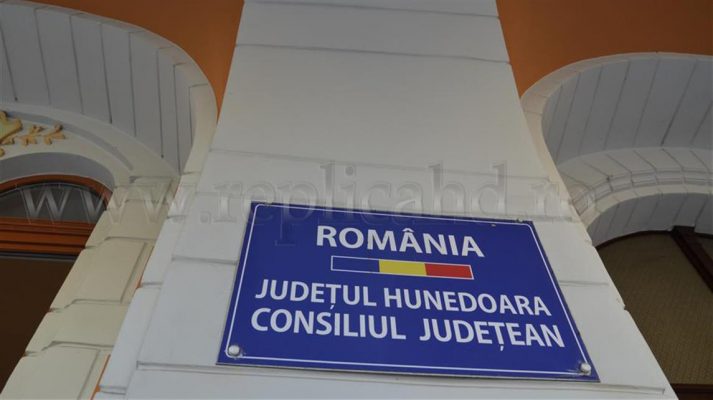 www.replicahd.ro
ROMÂNIA
JUDEȚUL HUNEDOARA
CONSILIUL JUDEȚEAN